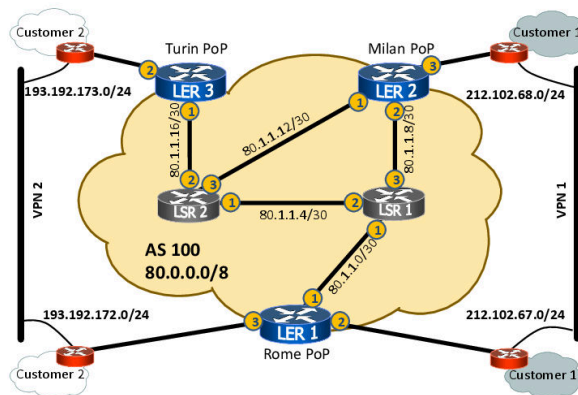 Customer 2
Turin PoP
Milan PoP
Customer 1
2
LER 3
1
3
LER 2
1
2
193.192.173.0/24
212.102.68.0/24
80.1.1.16/30
80.1.1.12/30
80.1.1.8/30
VPN 2
VPN 1
2
3
LSR 2
1
80.1.1.4/30
3
2
LSR 1
1
AS 100
80.0.0.0/8
80.1.1.0/30
193.192.172.0/24
212.102.67.0/24
1
3
LER 1
2
Rome PoP
Customer 2
Customer 1